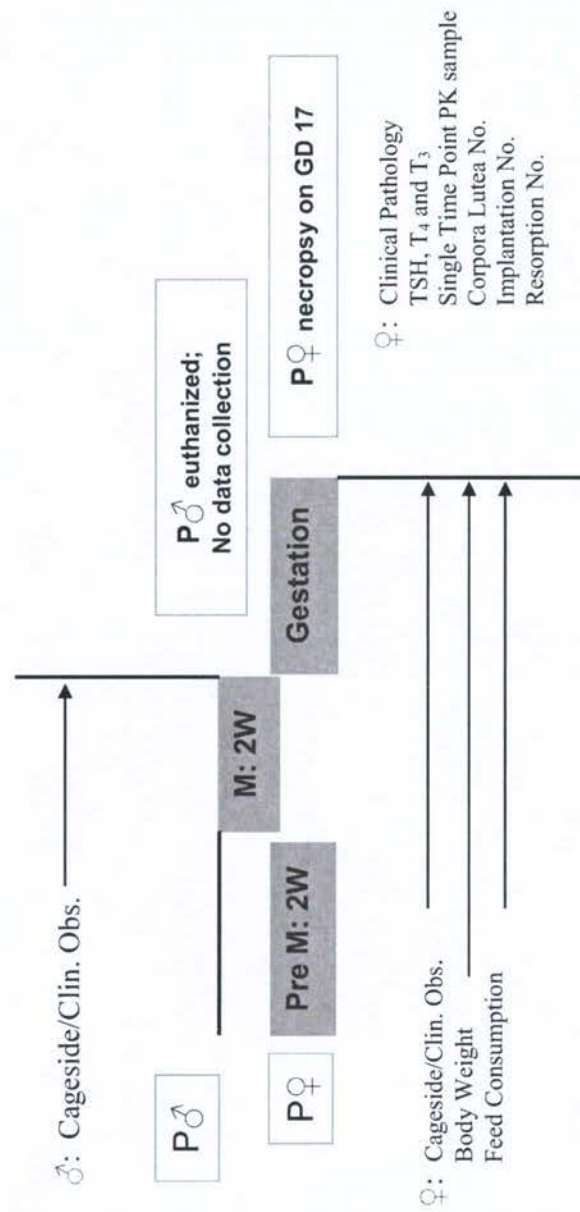 ♂: Cageside/Clin. Obs.
P♂
P♂ euthanized;
No data collection
M: 2W
P♀
Pre M: 2W
Gestation
P♀ necropsy on GD 17
♀: Cageside/Clin. Obs.
Body Weight
Feed Consumption
♀: Clinical Pathology
TSH, T₄ and T₃
Single Time Point PK sample
Corpora Lutea No.
Implantation No.
Resorption No.